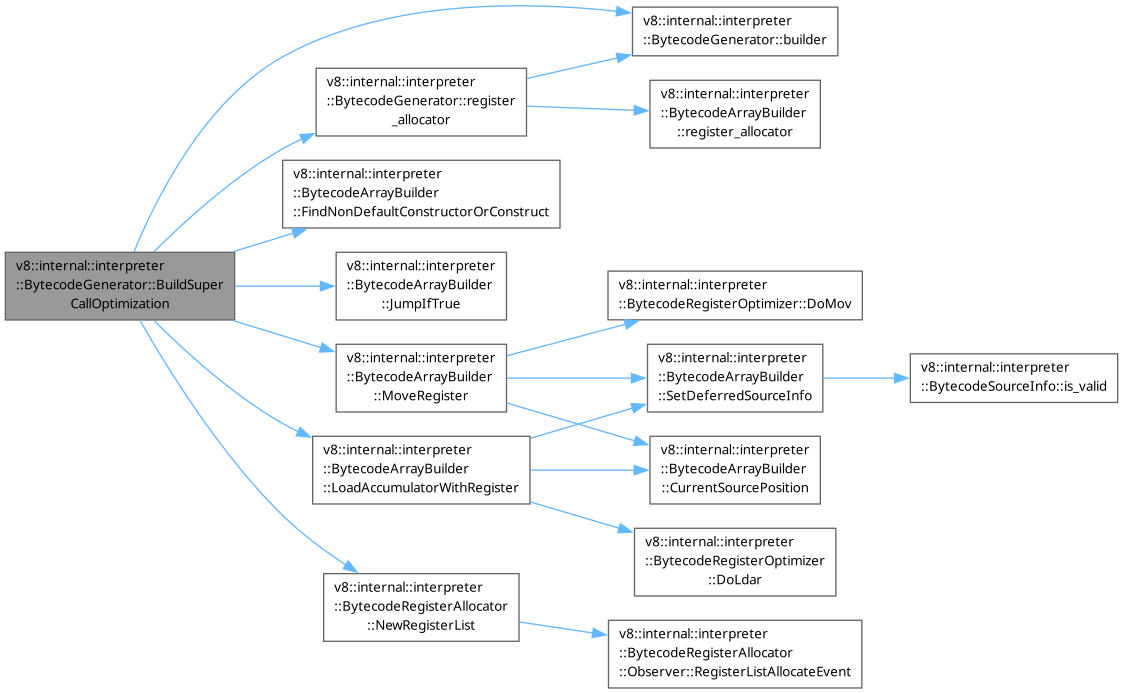 v8::internal::interpreter
::BytecodeGenerator::BuildSuper
CallOptimization
v8::internal::interpreter
::BytecodeGenerator::builder
v8::internal::interpreter
::BytecodeGenerator::register
_allocator
v8::internal::interpreter
::BytecodeArrayBuilder
::register_allocator
v8::internal::interpreter
::BytecodeArrayBuilder
::FindNonDefaultConstructorOrConstruct
v8::internal::interpreter
::BytecodeArrayBuilder
::JumpIfTrue
v8::internal::interpreter
::BytecodeArrayBuilder
::MoveRegister
v8::internal::interpreter
::BytecodeRegisterOptimizer::DoMov
v8::internal::interpreter
::BytecodeArrayBuilder
::SetDeferredSourceInfo
v8::internal::interpreter
::BytecodeSourceInfo::is_valid
v8::internal::interpreter
::BytecodeArrayBuilder
::CurrentSourcePosition
v8::internal::interpreter
::BytecodeArrayBuilder
::LoadAccumulatorWithRegister
v8::internal::interpreter
::BytecodeRegisterOptimizer
::DoLdar
v8::internal::interpreter
::BytecodeRegisterAllocator
::NewRegisterList
v8::internal::interpreter
::BytecodeRegisterAllocator
::Observer::RegisterListAllocateEvent